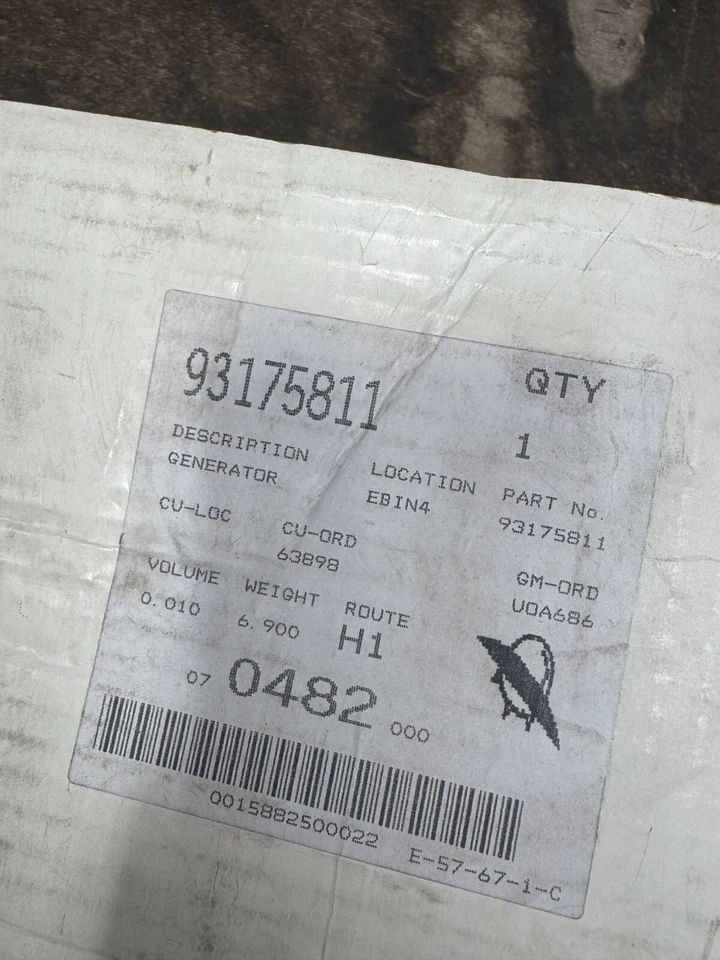 93175811 QTY
1
DESCRIPTION
GENERATOR
LOCATION
EBIN4
PART No.
93175811
CU-LOC
CU-ORD
63898
GM-ORD
UOA686
VOLUME WEIGHT ROUTE
0.010 6.900 H1
07 0482 000
0015882500022 E-57-67-1-C